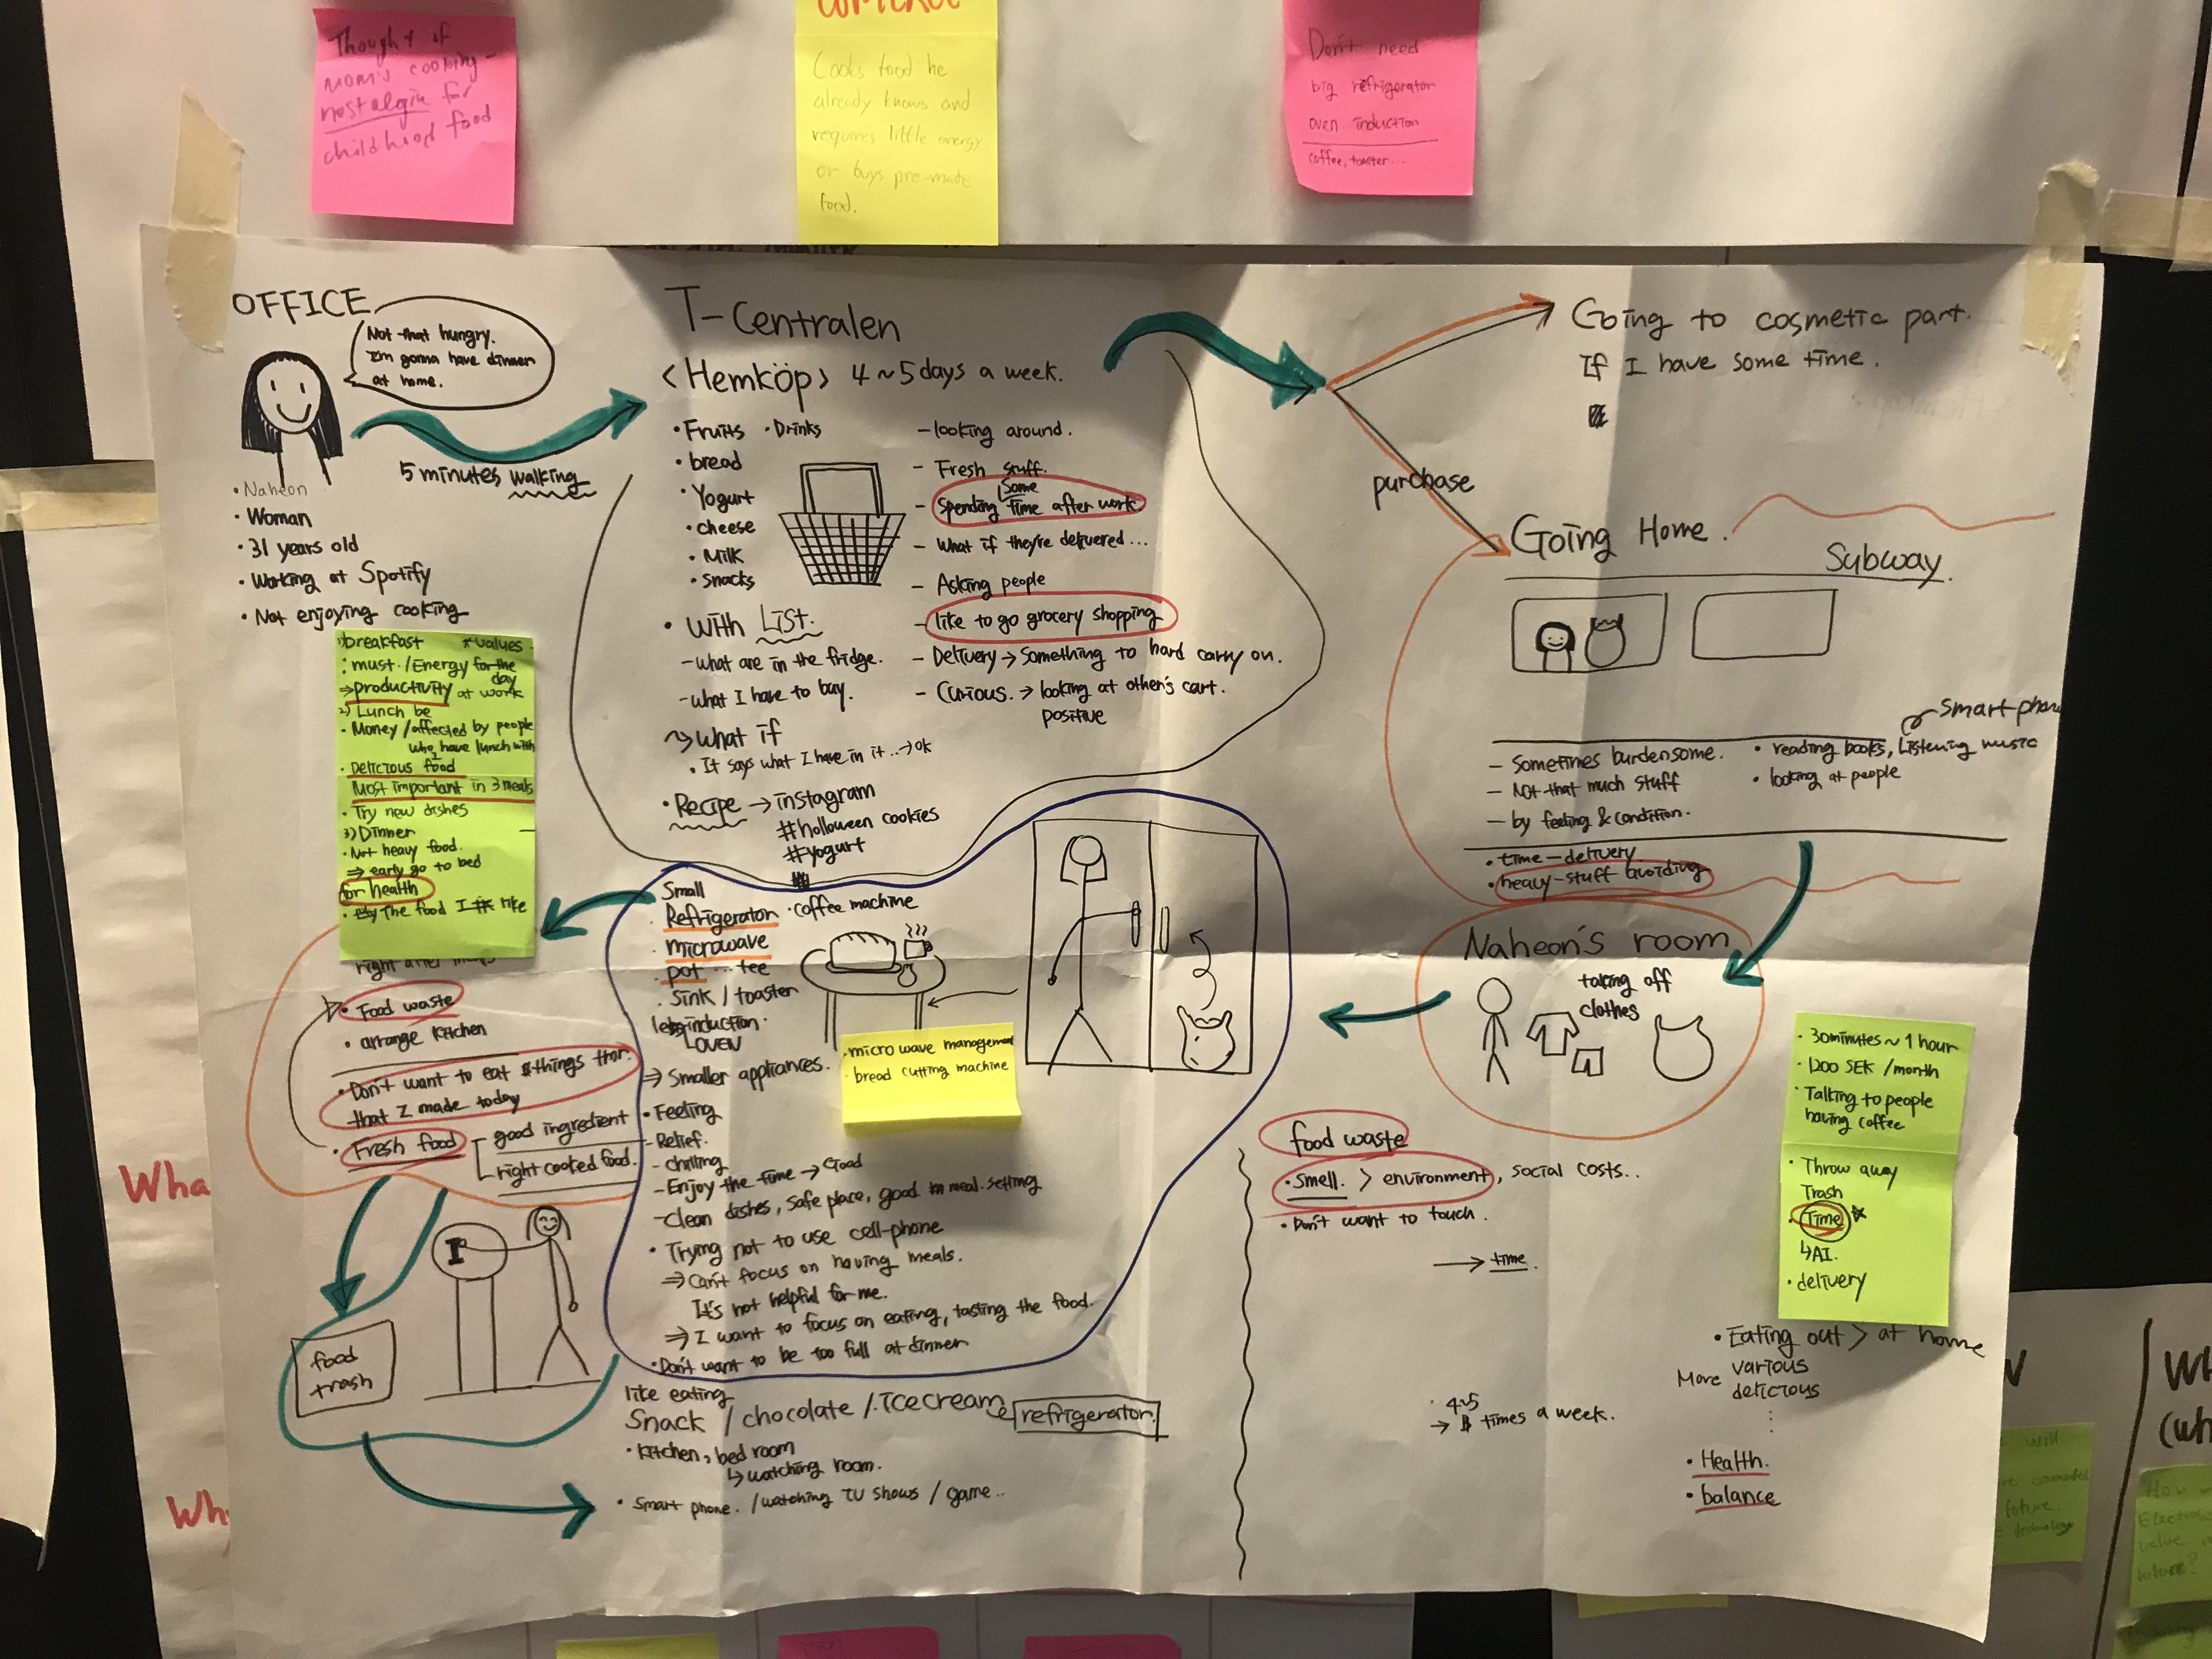 Thought of
mom's cooking -
nostalgia for
childhood food
Cooks food he
already knows and
requires little energy
or buys pre-made
food.
Don't need
big refrigerator
oven induction
coffee, toaster...
OFFICE
Not that hungry.
I'm gonna have dinner
at home.
5 minutes walking
• Naheon
• Woman
• 31 years old
• Working at Spotify
• Not enjoying cooking
1) breakfast * values
: must / Energy for the
day
⇒ productivity at work
2) Lunch be
• Money / affected by people
who I have lunch with
• Delicious food
Most important in 3 meals
• Try new dishes
3) Dinner
• Not heavy food.
⇒ early go to bed
for health
• The food I like
right after
• Food waste
• arrange kitchen
• Don't want to eat things
that I made today
• Fresh food
good ingredient
right cooked food.
food
trash
T-Centralen
<Hemköp> 4~5 days a week.
• Fruits • Drinks
• bread
• Yogurt
• cheese
• Milk
• snacks
• With List.
- what are in the fridge.
- what I have to buy.
~> what if
• It says what I have in it..→ ok
• Recipe → instagram
#holloween cookies
#yogurt
- looking around.
- Fresh stuff.
- Spending some time after work
- What if they're delivered...
- Asking people
- like to go grocery shopping
- Delivery → Something to hard carry on.
- Curious. → looking at other's cart.
positive
Small
. Refrigerator • coffee machine
. microwave
. pot ... tee
. sink / toaster
less induction.
OVEN
⇒ Smaller appliances.
• micro wave management
• bread cutting machine
• Feeling
- Relief.
- chilling
- Enjoy the time → Good
- Clean dishes, safe place, good meal setting
• Trying not to use cell-phone
⇒ Can't focus on having meals.
It's not helpful for me.
⇒ I want to focus on eating, tasting the food.
• Don't want to be too full at dinner
like eating
Snack / chocolate / icecream
refrigerator.
• kitchen, bed room
↳ watching room.
• Smart phone. / watching TV shows / game..
Going to cosmetic part.
If I have some time.
purchase
Going Home.
Subway.
smart phone
- Sometimes burdensome.
- Not that much stuff
- by feeling & condition.
• reading books, Listening music
• looking at people
• time - delivery.
• heavy-stuff avoiding
Naheon's room
taking off
clothes
• 30minutes ~ 1 hour
• 1200 SEK /month
• Talking to people
having coffee
• Throw away
Trash
• Time *
↳ AI.
• delivery
food waste
• smell. > environment, social costs..
• Don't want to touch.
→ time.
4~5
→ times a week.
• Eating out > at home
More various
delicious
• Health.
• balance
Wha
Wh
W
(wh